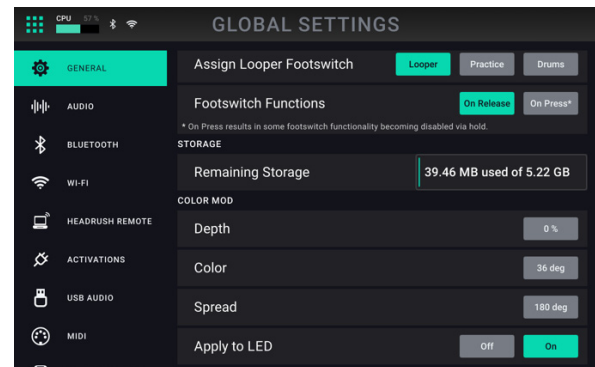 CPU 57 %
GLOBAL SETTINGS
GENERAL
AUDIO
BLUETOOTH
WI-FI
HEADRUSH REMOTE
ACTIVATIONS
USB AUDIO
MIDI
Assign Looper Footswitch Looper Practice Drums
Footswitch Functions On Release On Press*
* On Press results in some footswitch functionality becoming disabled via hold.
STORAGE
Remaining Storage 39.46 MB used of 5.22 GB
COLOR MOD
Depth 0 %
Color 36 deg
Spread 180 deg
Apply to LED Off On